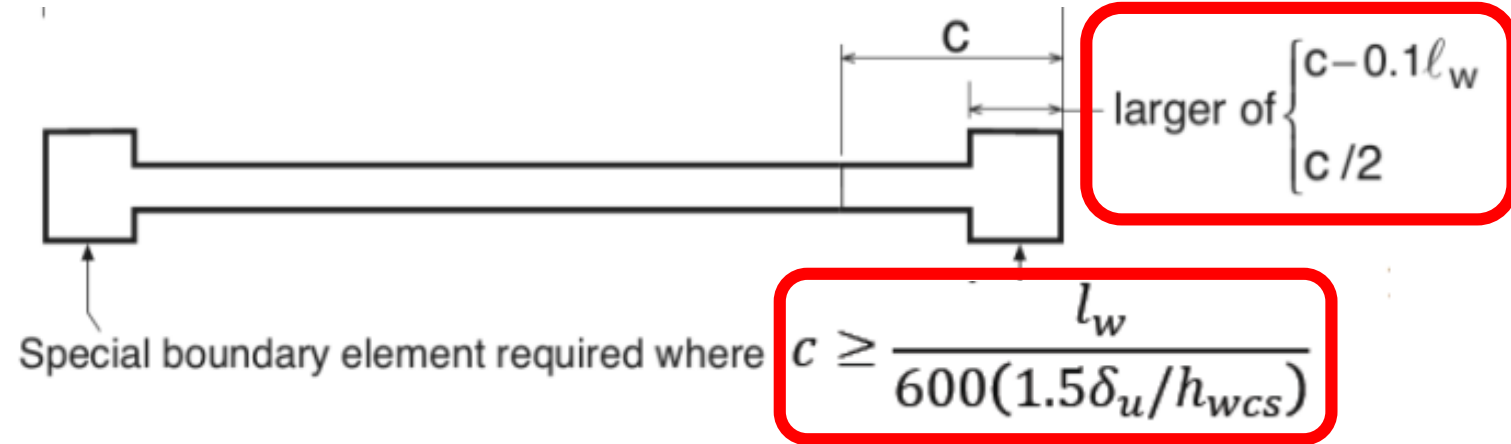 c
larger of { c−0.1ℓw
c /2
Special boundary element required where c ≥ lw / 600(1.5δu/hwcs)